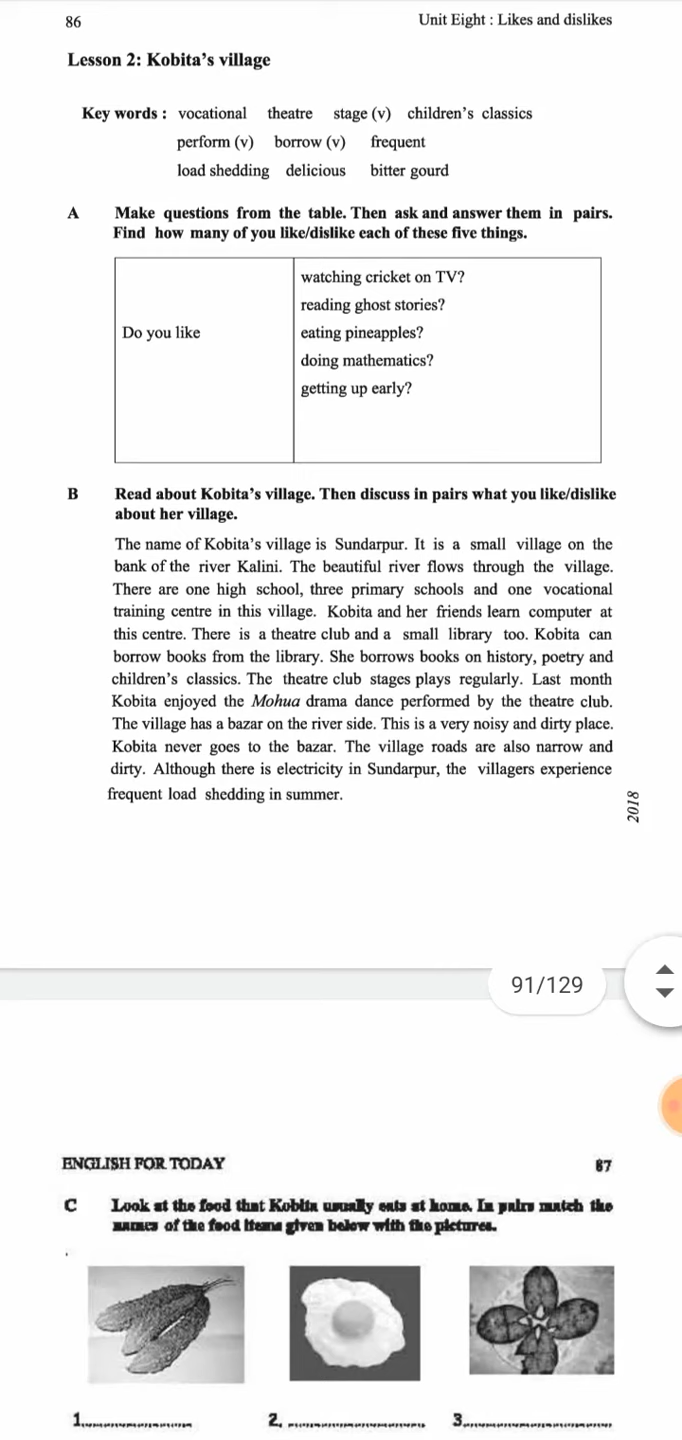 86
Unit Eight : Likes and dislikes
Lesson 2: Kobita's village
Key words : vocational theatre stage (v) children's classics
perform (v) borrow (v) frequent
load shedding delicious bitter gourd
A Make questions from the table. Then ask and answer them in pairs.
Find how many of you like/dislike each of these five things.
watching cricket on TV?
reading ghost stories?
Do you like eating pineapples?
doing mathematics?
getting up early?
B Read about Kobita's village. Then discuss in pairs what you like/dislike
about her village.
The name of Kobita's village is Sundarpur. It is a small village on the
bank of the river Kalini. The beautiful river flows through the village.
There are one high school, three primary schools and one vocational
training centre in this village. Kobita and her friends learn computer at
this centre. There is a theatre club and a small library too. Kobita can
borrow books from the library. She borrows books on history, poetry and
children's classics. The theatre club stages plays regularly. Last month
Kobita enjoyed the Mohua drama dance performed by the theatre club.
The village has a bazar on the river side. This is a very noisy and dirty place.
Kobita never goes to the bazar. The village roads are also narrow and
dirty. Although there is electricity in Sundarpur, the villagers experience
frequent load shedding in summer.
2018
91/129
ENGLISH FOR TODAY
87
C Look at the food that Kobita usually eats at home. In pairs match the
names of the food items given below with the pictures.
1........................ 2. ................................ 3...................................